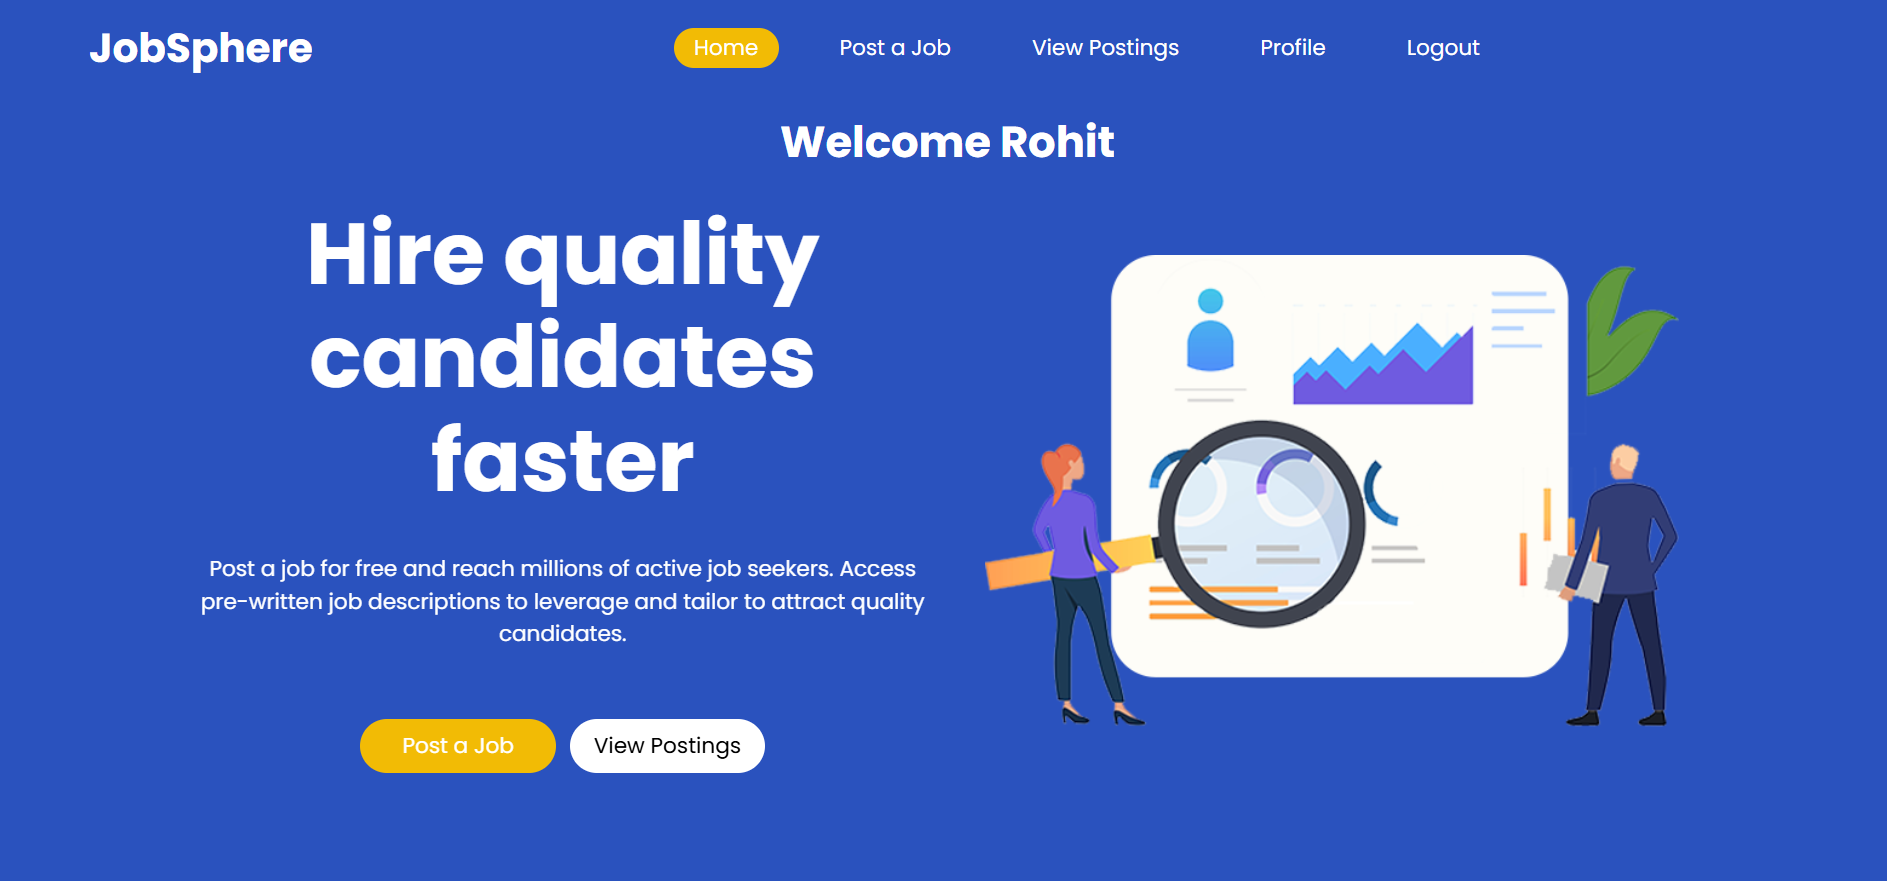 JobSphere
Home
Post a Job
View Postings
Profile
Logout
Welcome Rohit
Hire quality
candidates
faster
Post a job for free and reach millions of active job seekers. Access
pre-written job descriptions to leverage and tailor to attract quality
candidates.
Post a Job
View Postings